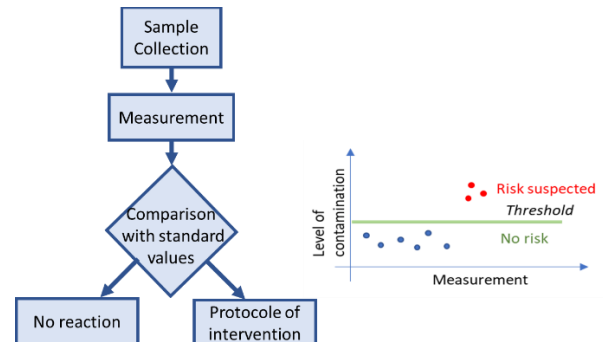 Sample
Collection
Measurement
Comparison
with standard
values
No reaction
Protocole of
intervention
Level of
contamination
Risk suspected
Threshold
No risk
Measurement